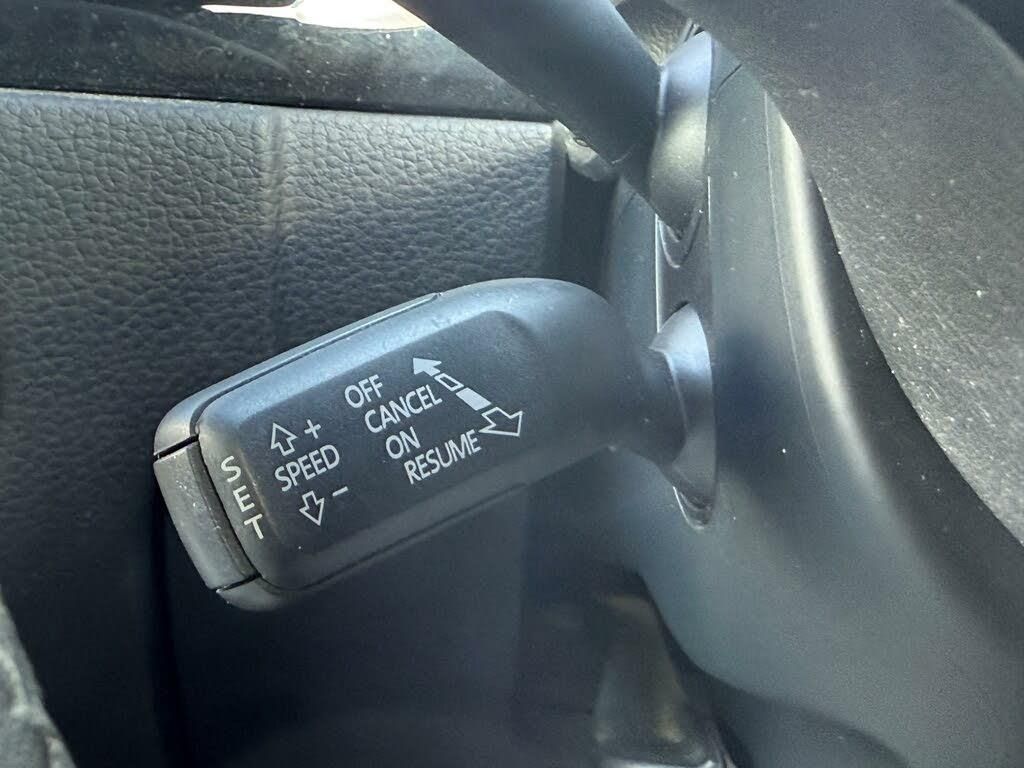 SET
+
SPEED
-
OFF
CANCEL
ON
RESUME